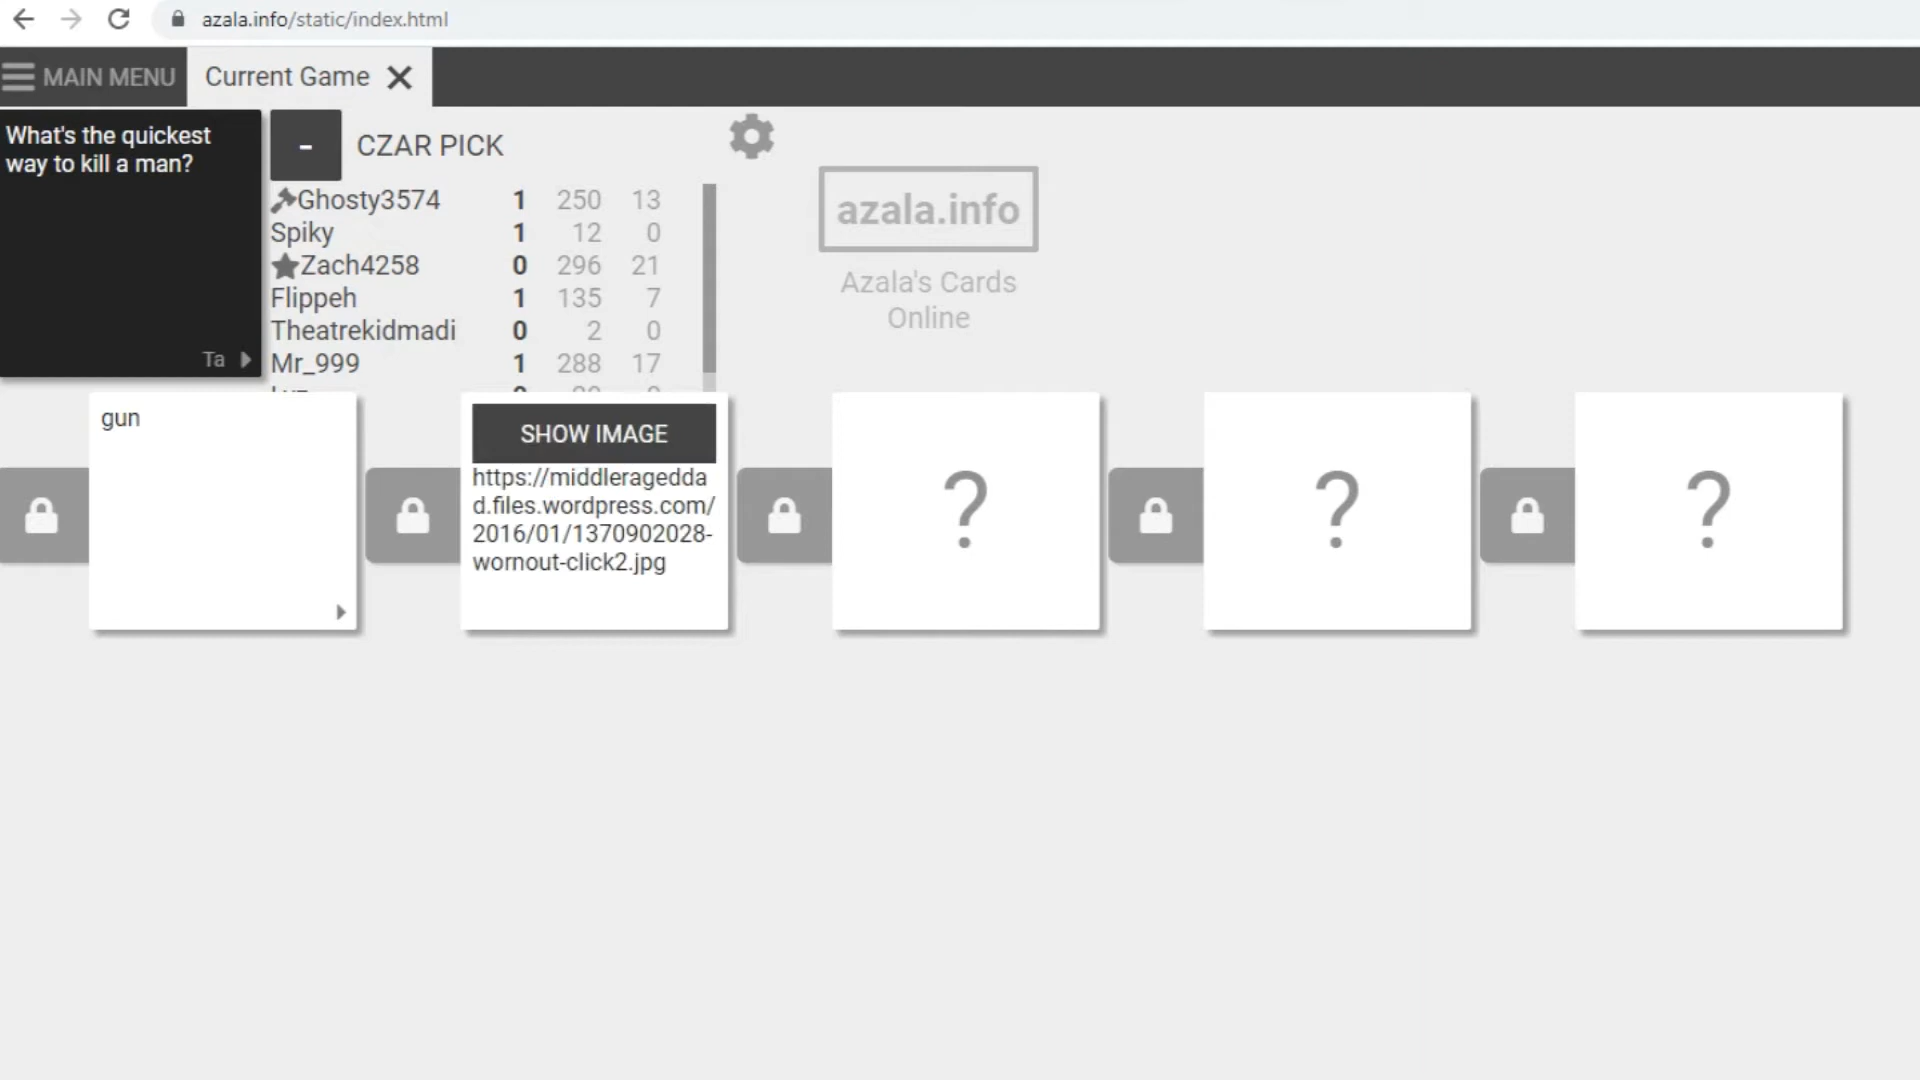 azala.info/static/index.html
MAIN MENU
Current Game
What's the quickest
way to kill a man?
Ta
-
CZAR PICK
Ghosty3574 1 250 13
Spiky 1 12 0
Zach4258 0 296 21
Flippeh 1 135 7
Theatrekidmadi 0 2 0
Mr_999 1 288 17
azala.info
Azala's Cards
Online
gun
SHOW IMAGE
https://middleragedda
d.files.wordpress.com/
2016/01/1370902028-
wornout-click2.jpg
?
?
?